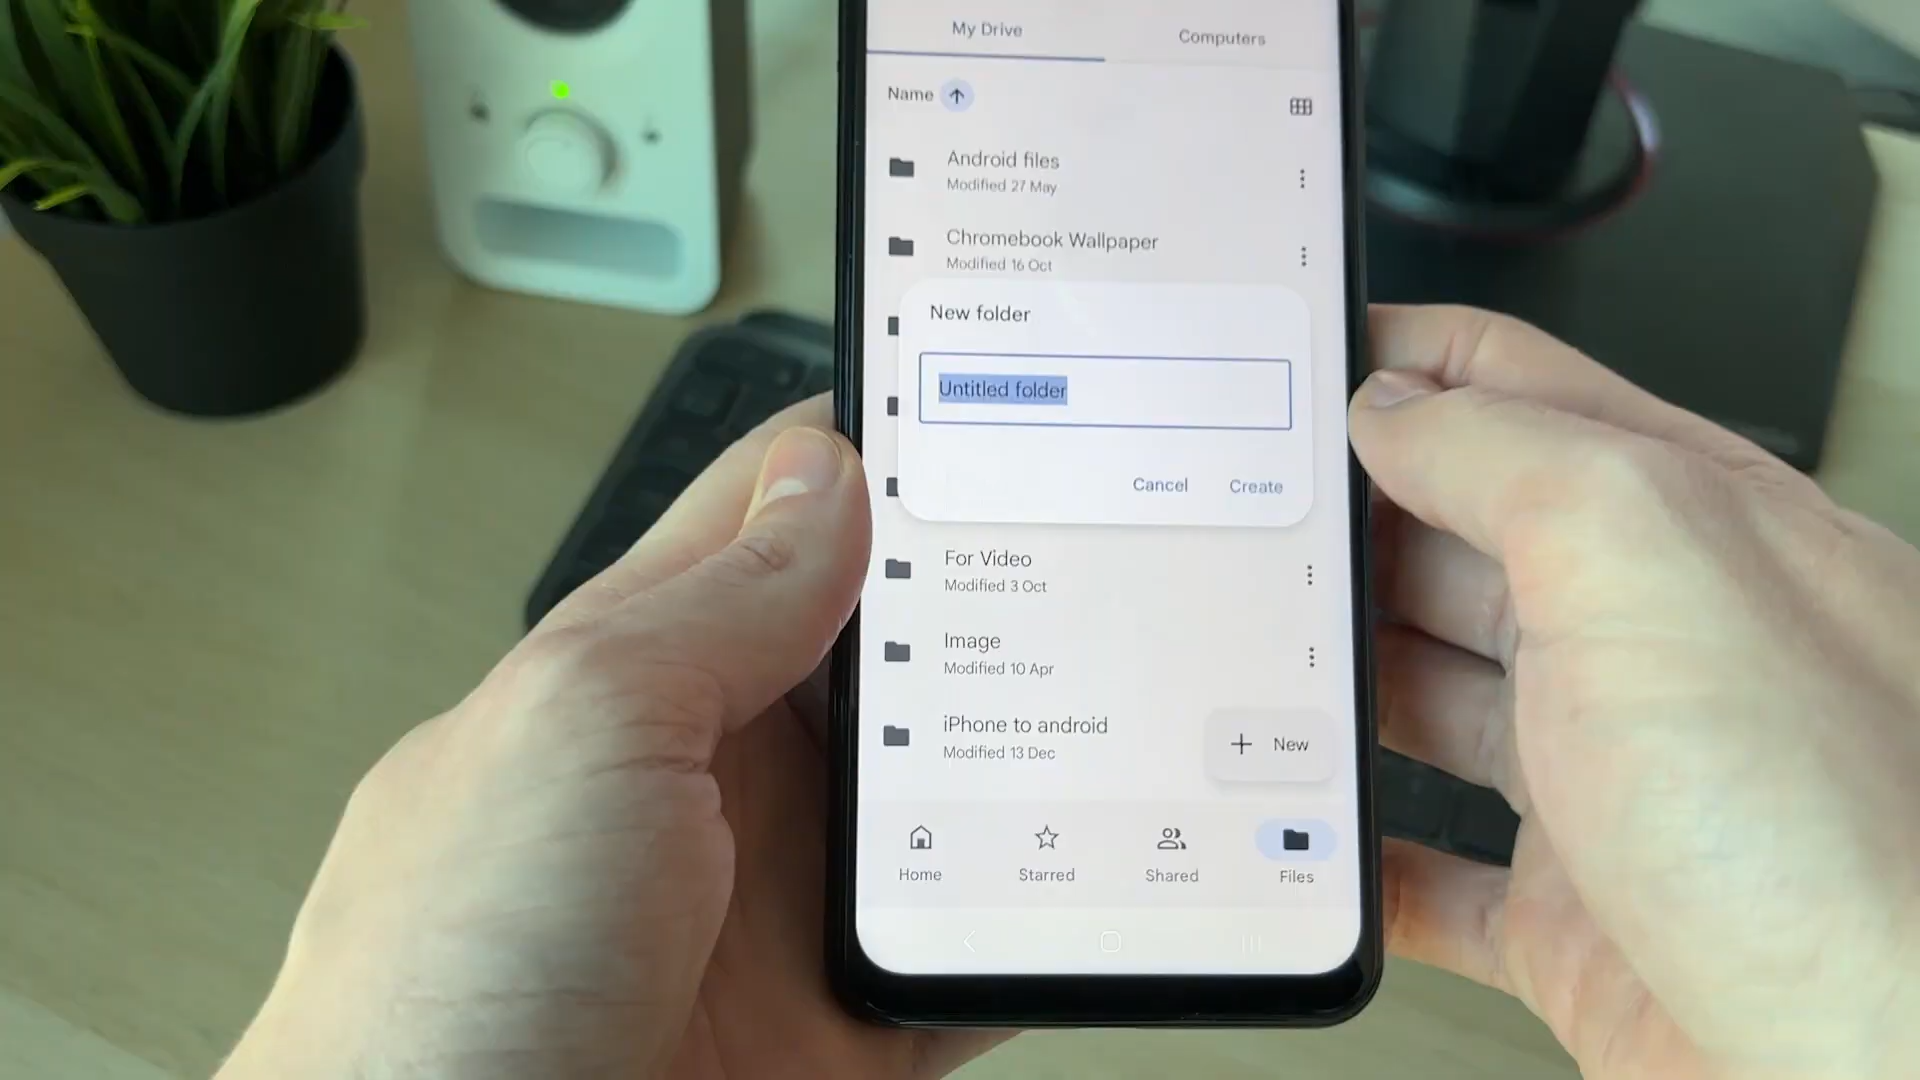 My Drive
Computers
Name
Android files
Modified 27 May
Chromebook Wallpaper
Modified 16 Oct
New folder
Untitled folder
Cancel
Create
For Video
Modified 3 Oct
Image
Modified 10 Apr
iPhone to android
Modified 13 Dec
New
Home
Starred
Shared
Files